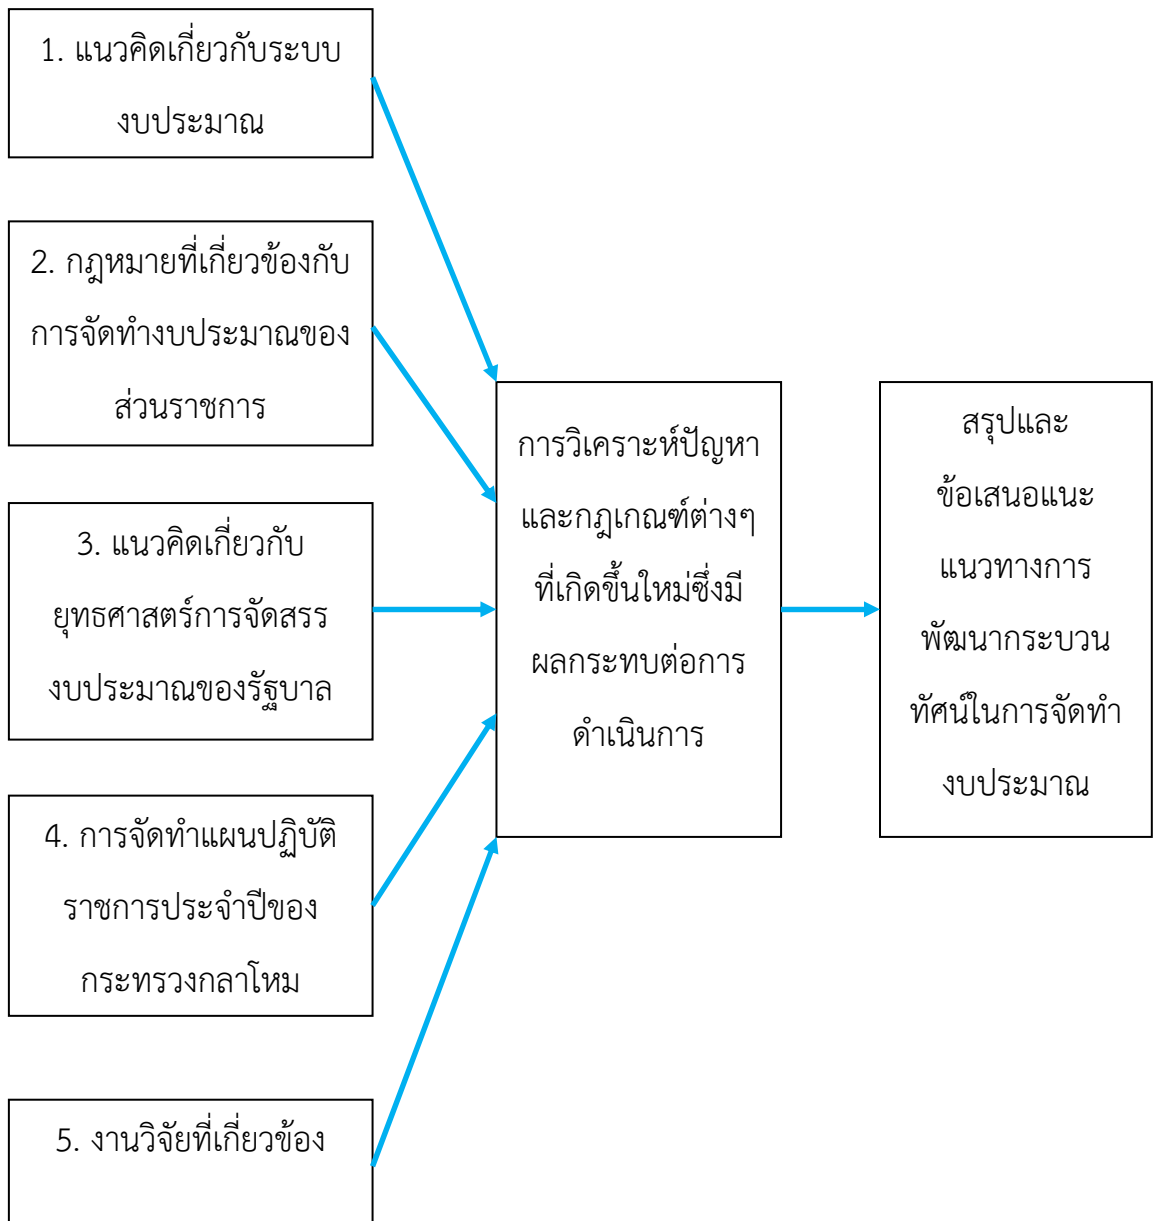 1. แนวคิดเกี่ยวกับระบบ
งบประมาณ
2. กฎหมายที่เกี่ยวข้องกับ
การจัดทำงบประมาณของ
ส่วนราชการ
3. แนวคิดเกี่ยวกับ
ยุทธศาสตร์การจัดสรร
งบประมาณของรัฐบาล
4. การจัดทำแผนปฏิบัติ
ราชการประจำปีของ
กระทรวงกลาโหม
5. งานวิจัยที่เกี่ยวข้อง
การวิเคราะห์ปัญหา
และกฎเกณฑ์ต่างๆ
ที่เกิดขึ้นใหม่ซึ่งมี
ผลกระทบต่อการ
ดำเนินการ
สรุปและ
ข้อเสนอแนะ
แนวทางการ
พัฒนากระบวน
ทัศน์ในการจัดทำ
งบประมาณ